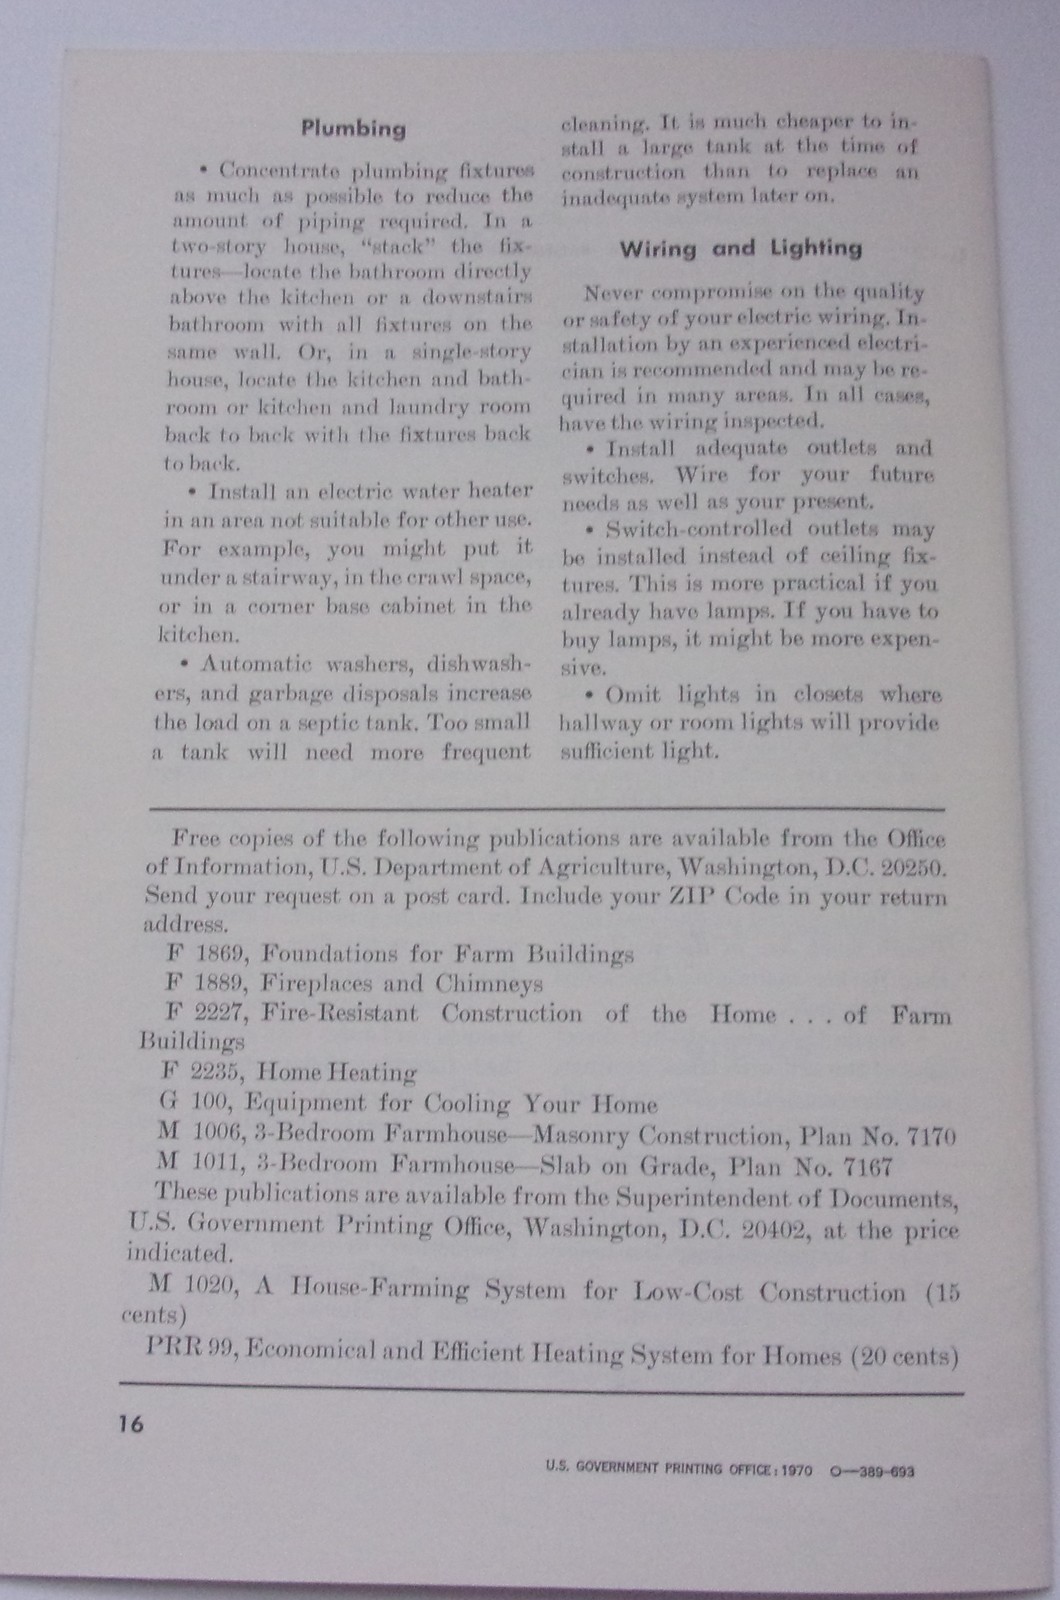 Plumbing
• Concentrate plumbing fixtures
as much as possible to reduce the
amount of piping required. In a
two-story house, "stack" the fix-
tures—locate the bathroom directly
above the kitchen or a downstairs
bathroom with all fixtures on the
same wall. Or, in a single-story
house, locate the kitchen and bath-
room or kitchen and laundry room
back to back with the fixtures back
to back.
• Install an electric water heater
in an area not suitable for other use.
For example, you might put it
under a stairway, in the crawl space,
or in a corner base cabinet in the
kitchen.
• Automatic washers, dishwash-
ers, and garbage disposals increase
the load on a septic tank. Too small
a tank will need more frequent
cleaning. It is much cheaper to in-
stall a large tank at the time of
construction than to replace an
inadequate system later on.
Wiring and Lighting
Never compromise on the quality
or safety of your electric wiring. In-
stallation by an experienced electri-
cian is recommended and may be re-
quired in many areas. In all cases,
have the wiring inspected.
• Install adequate outlets and
switches. Wire for your future
needs as well as your present.
• Switch-controlled outlets may
be installed instead of ceiling fix-
tures. This is more practical if you
already have lamps. If you have to
buy lamps, it might be more expen-
sive.
• Omit lights in closets where
hallway or room lights will provide
sufficient light.
Free copies of the following publications are available from the Office
of Information, U.S. Department of Agriculture, Washington, D.C. 20250.
Send your request on a post card. Include your ZIP Code in your return
address.
F 1869, Foundations for Farm Buildings
F 1889, Fireplaces and Chimneys
F 2227, Fire-Resistant Construction of the Home . . . of Farm
Buildings
F 2235, Home Heating
G 100, Equipment for Cooling Your Home
M 1006, 3-Bedroom Farmhouse—Masonry Construction, Plan No. 7170
M 1011, 3-Bedroom Farmhouse—Slab on Grade, Plan No. 7167
These publications are available from the Superintendent of Documents,
U.S. Government Printing Office, Washington, D.C. 20402, at the price
indicated.
M 1020, A House-Farming System for Low-Cost Construction (15
cents)
PRR 99, Economical and Efficient Heating System for Homes (20 cents)
16
U.S. GOVERNMENT PRINTING OFFICE: 1970 O—389-693